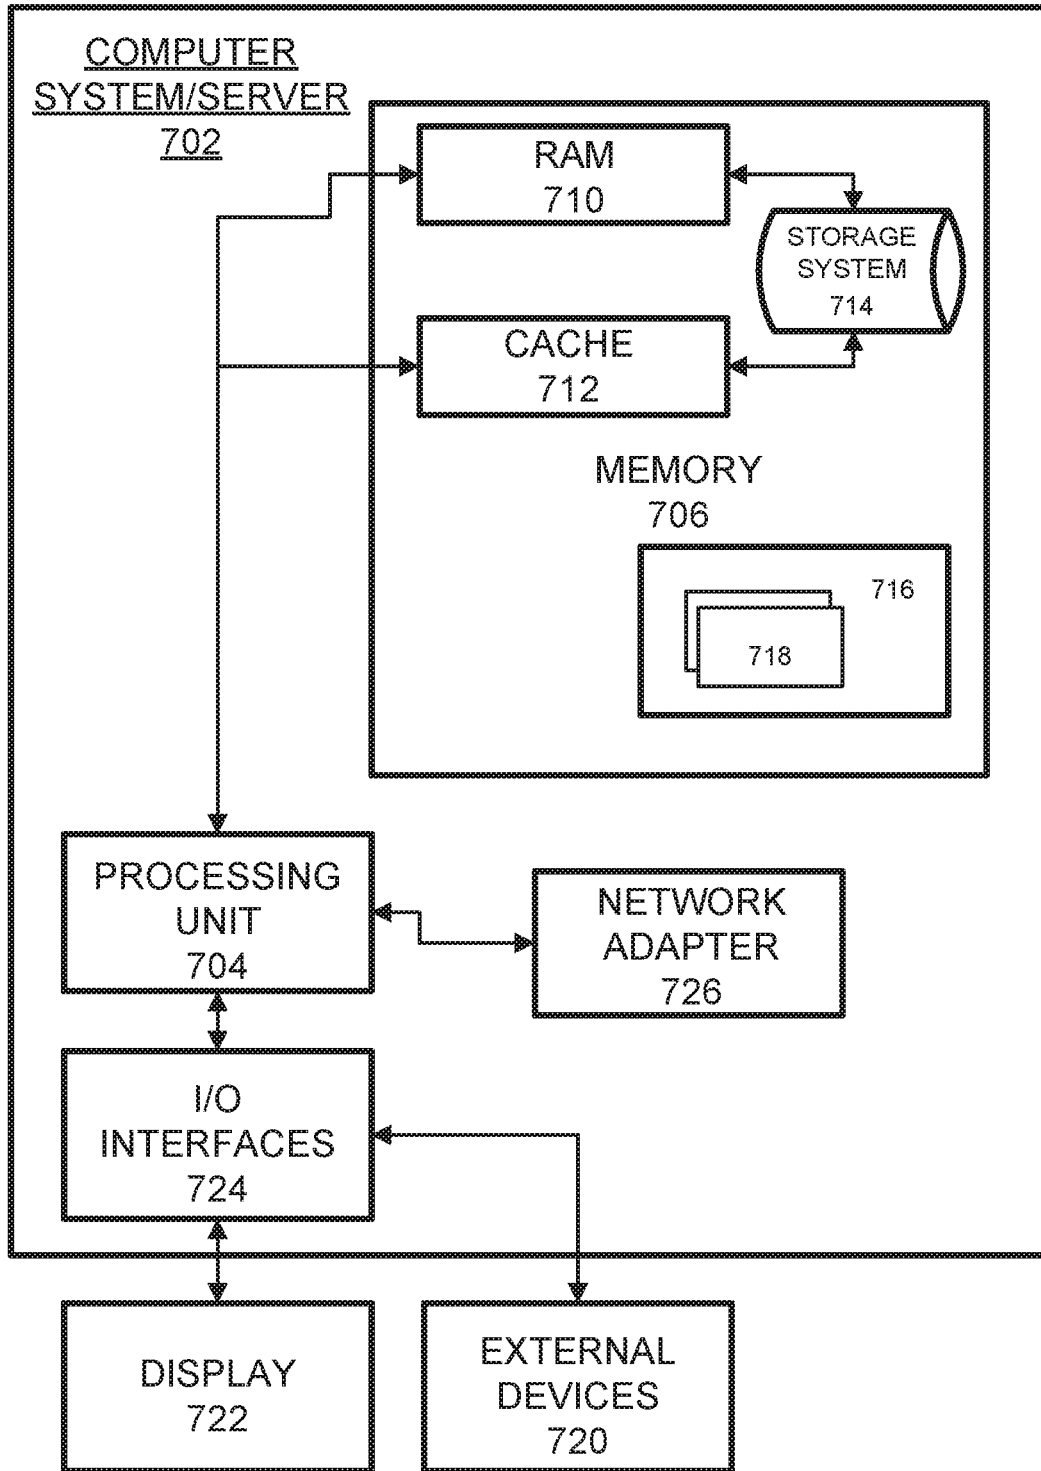 COMPUTER
SYSTEM/SERVER
702
RAM
710
STORAGE
SYSTEM
714
CACHE
712
MEMORY
706
716
718
PROCESSING
UNIT
704
NETWORK
ADAPTER
726
I/O
INTERFACES
724
DISPLAY
722
EXTERNAL
DEVICES
720